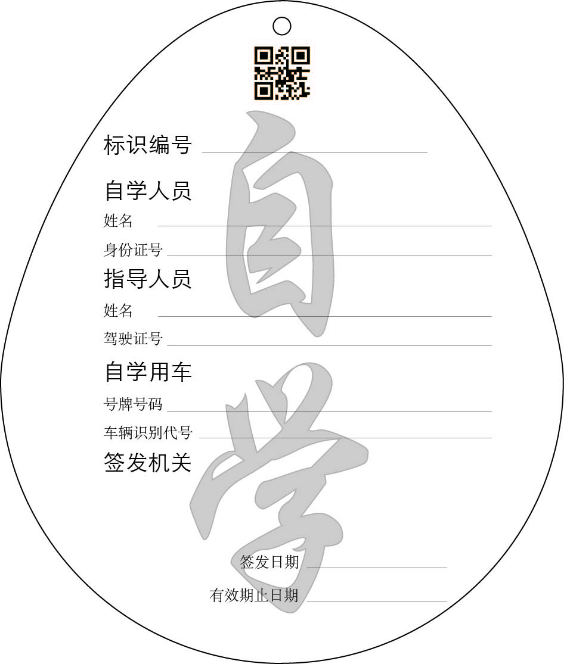 标识编号
自学人员
姓名
身份证号
指导人员
姓名
驾驶证号
自学用车
号牌号码
车辆识别代号
签发机关
签发日期
有效期止日期
自
学